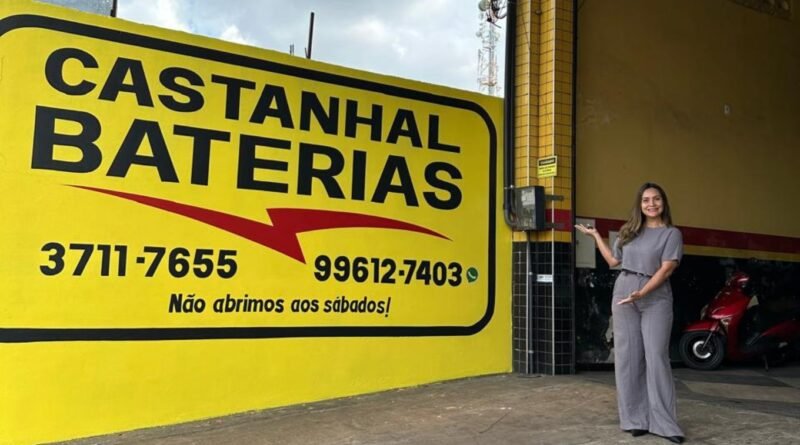 CASTANHAL
BATERIAS
3711-7655
99612-7403
Não abrimos aos sábados!